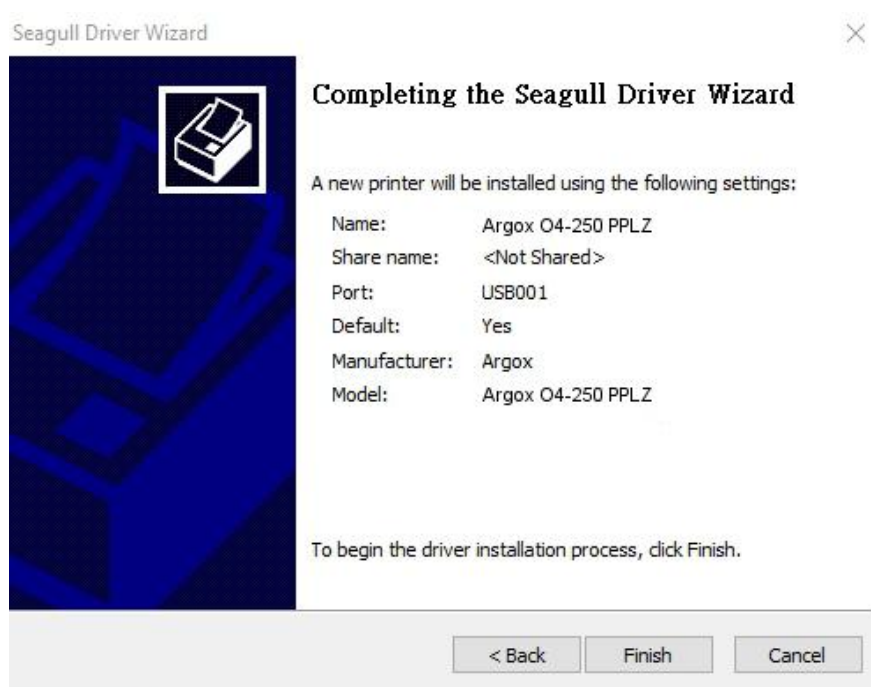 Seagull Driver Wizard
Completing the Seagull Driver Wizard
A new printer will be installed using the following settings:
Name: Argox O4-250 PPLZ
Share name: <Not Shared>
Port: USB001
Default: Yes
Manufacturer: Argox
Model: Argox O4-250 PPLZ
To begin the driver installation process, click Finish.
< Back Finish Cancel